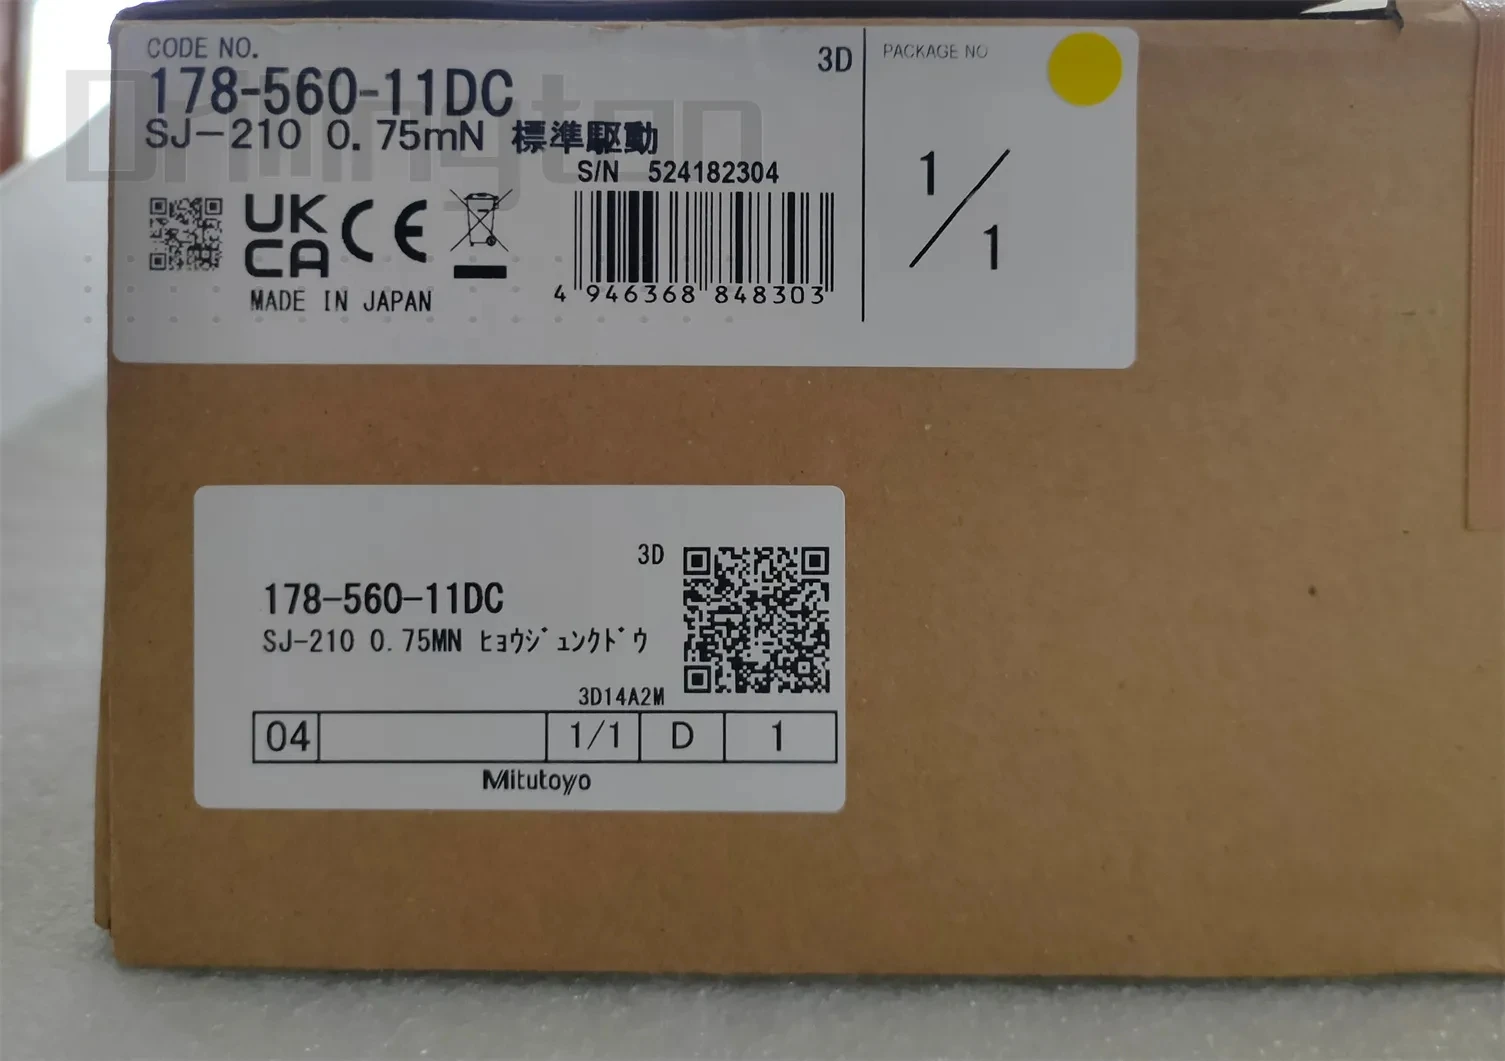 CODE NO.
178-560-11DC
SJ-210 0.75mN 標準駆動
3D
S/N 524182304
UK
CA
CE
MADE IN JAPAN
4 946368 848303
PACKAGE NO
1/1
Drillington
3D
178-560-11DC
SJ-210 0.75MN ﾋｮｳｼﾞｭﾝｸﾄﾞｳ
3D14A2M
04 1/1 D 1
Mitutoyo